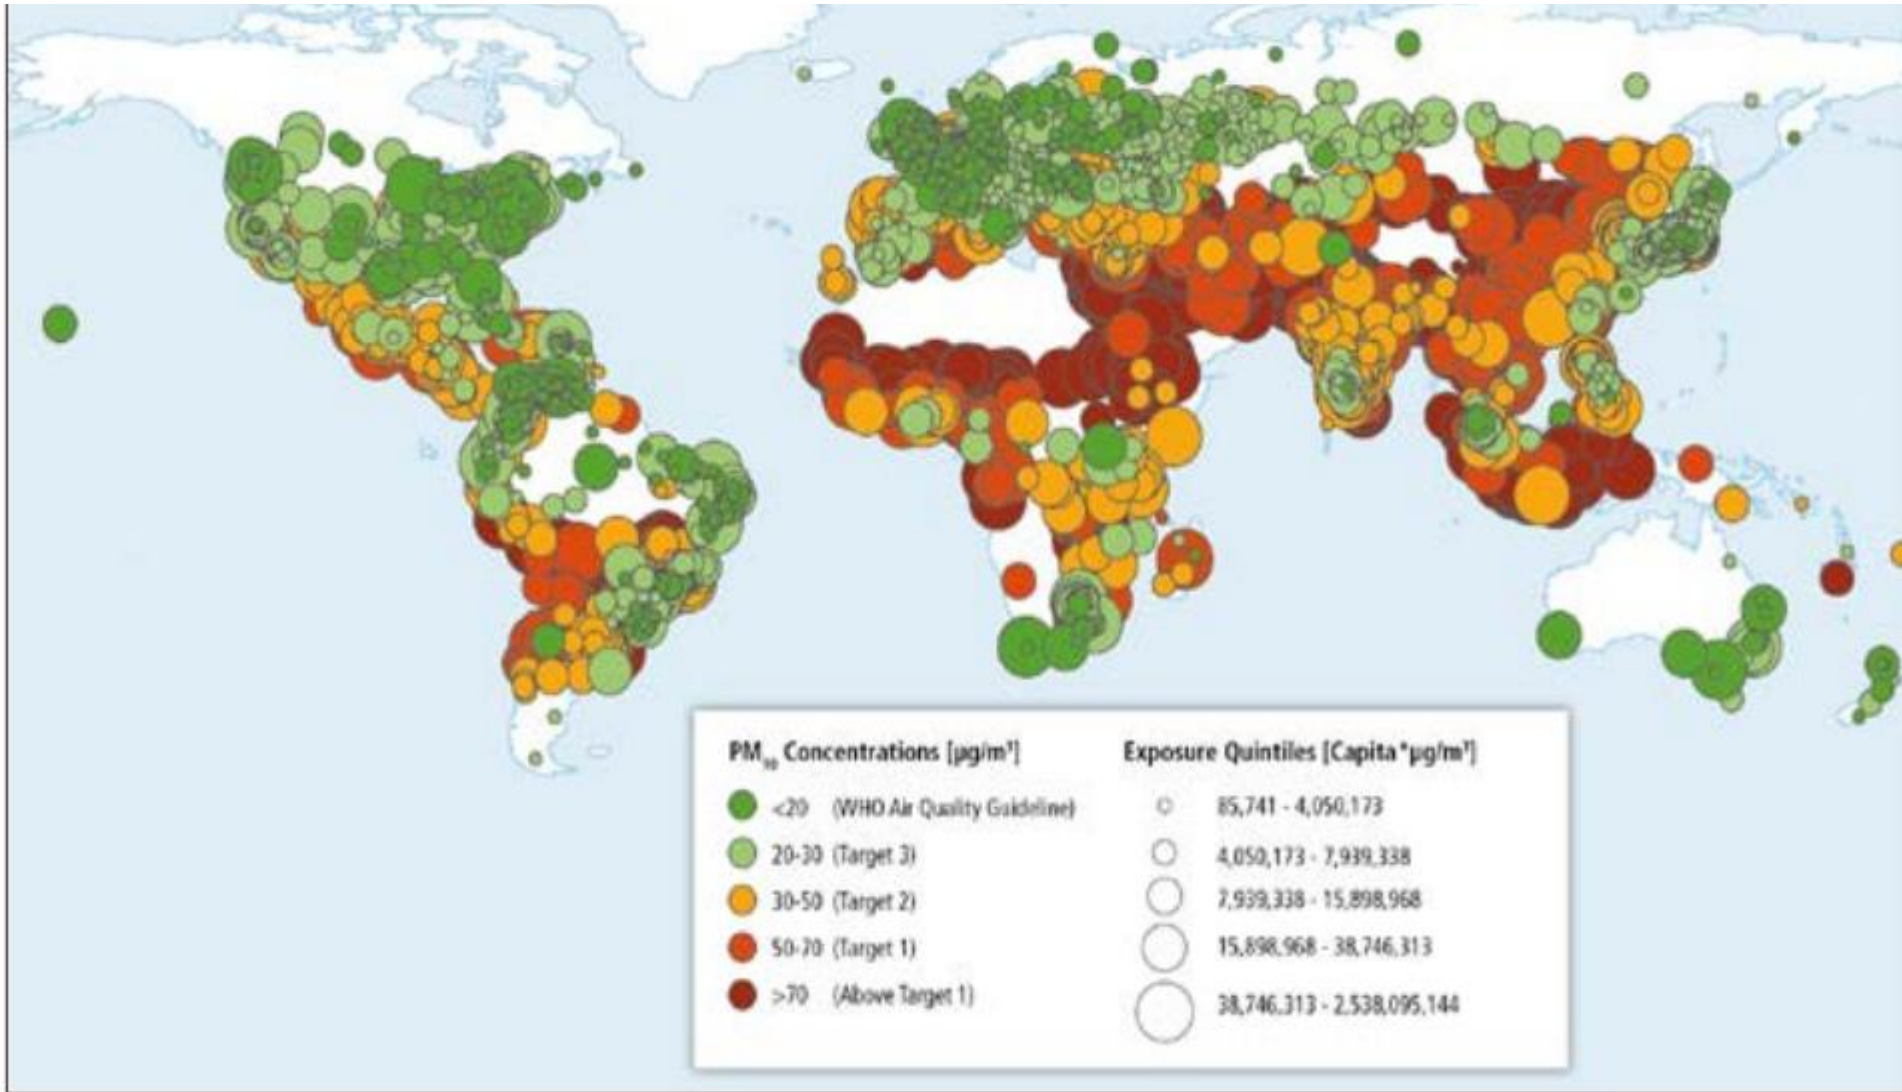 PM₁₀ Concentrations [μg/m³]
<20 (WHO Air Quality Guideline)
20-30 (Target 3)
30-50 (Target 2)
50-70 (Target 1)
>70 (Above Target 1)
Exposure Quintiles [Capita*μg/m³]
85,741 - 4,050,173
4,050,173 - 7,939,338
7,939,338 - 15,898,968
15,898,968 - 38,746,313
38,746,313 - 2,538,095,144